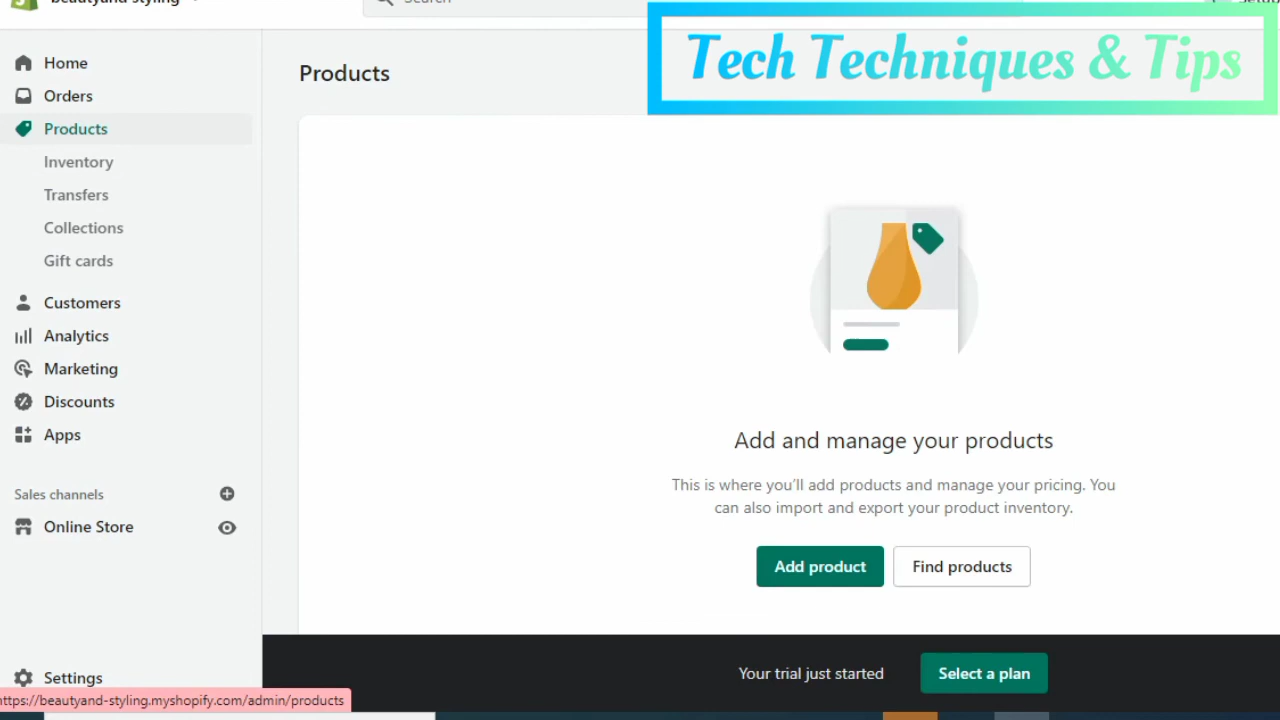 beautyand styling
Search
Tech Techniques & Tips
Home
Orders
Products
Inventory
Transfers
Collections
Gift cards
Customers
Analytics
Marketing
Discounts
Apps
Sales channels
Online Store
Settings
Products
Add and manage your products
This is where you'll add products and manage your pricing. You
can also import and export your product inventory.
Add product
Find products
Your trial just started
Select a plan
https://beautyand-styling.myshopify.com/admin/products